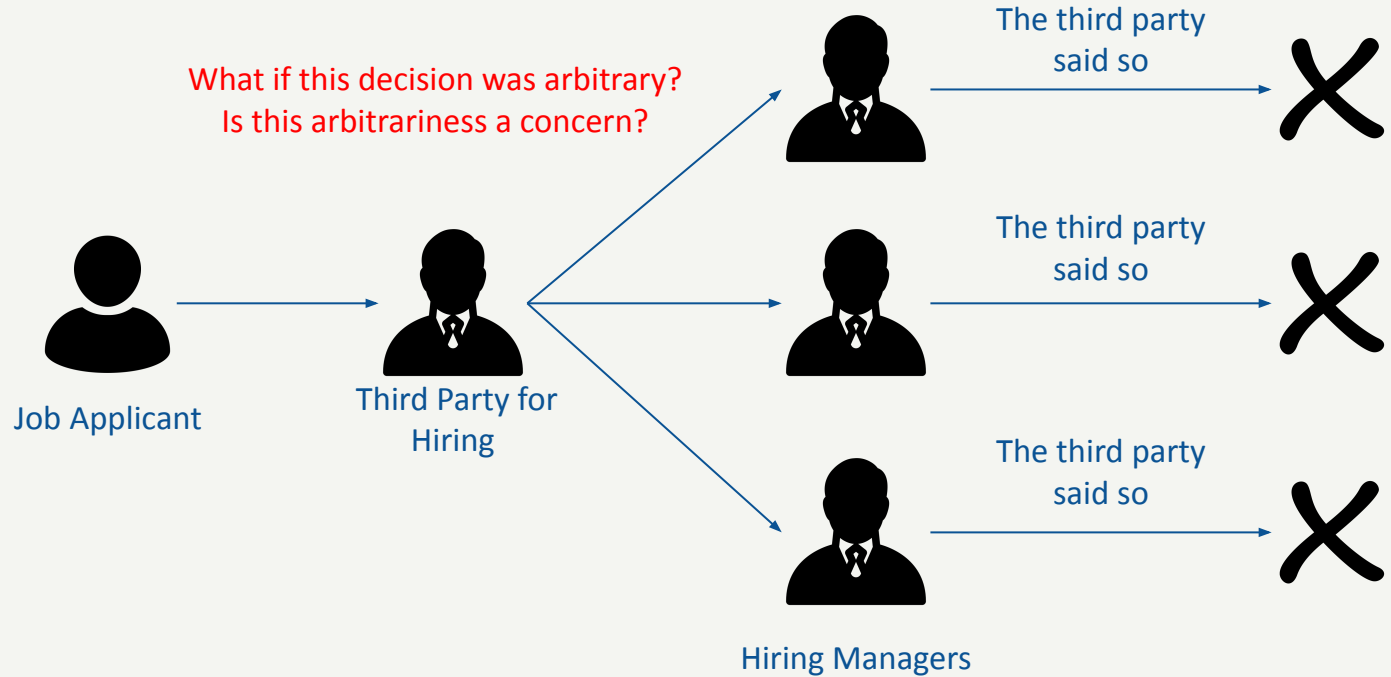 The third party
said so
What if this decision was arbitrary?
Is this arbitrariness a concern?
The third party
said so
Job Applicant
Third Party for
Hiring
The third party
said so
Hiring Managers